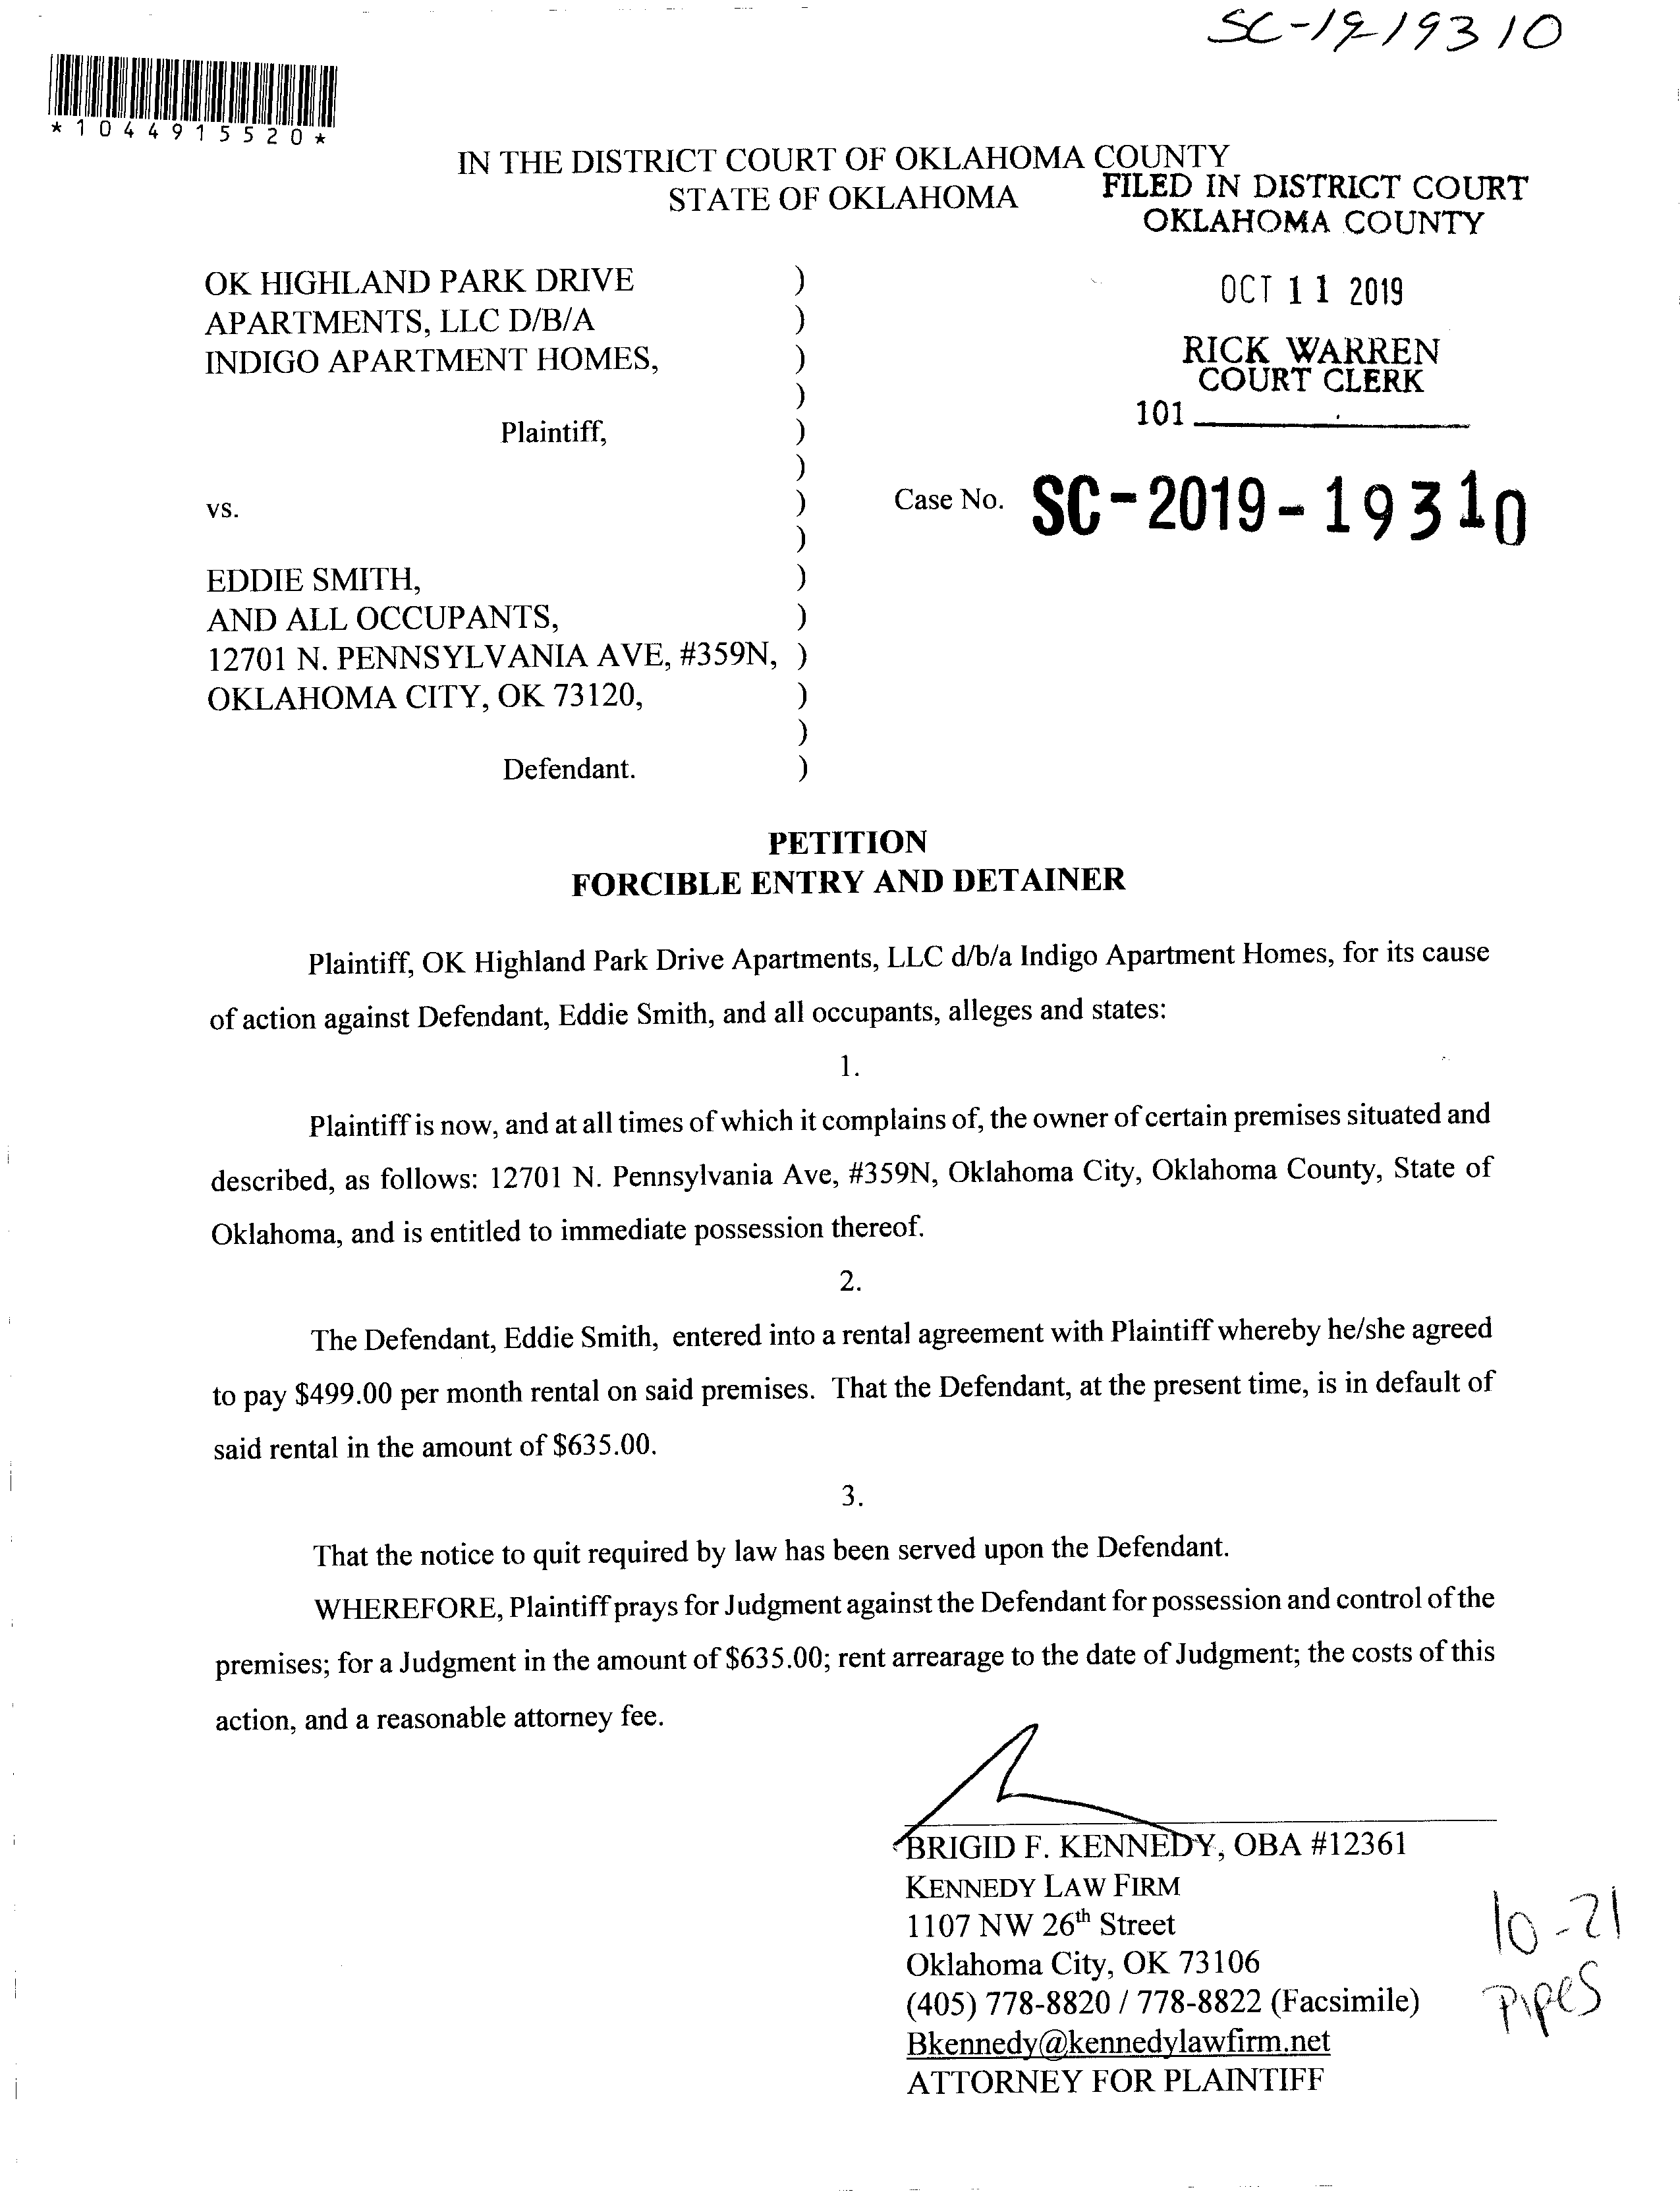 SC-19-19310
*1044915520*
IN THE DISTRICT COURT OF OKLAHOMA COUNTY
STATE OF OKLAHOMA
FILED IN DISTRICT COURT
OKLAHOMA COUNTY
OCT 11 2019
RICK WARREN
COURT CLERK
101
OK HIGHLAND PARK DRIVE )
APARTMENTS, LLC D/B/A )
INDIGO APARTMENT HOMES, )
)
Plaintiff, )
)
vs. )
Case No. SC-2019-19310
)
EDDIE SMITH, )
AND ALL OCCUPANTS, )
12701 N. PENNSYLVANIA AVE, #359N, )
OKLAHOMA CITY, OK 73120, )
)
Defendant. )
PETITION
FORCIBLE ENTRY AND DETAINER
Plaintiff, OK Highland Park Drive Apartments, LLC d/b/a Indigo Apartment Homes, for its cause
of action against Defendant, Eddie Smith, and all occupants, alleges and states:
1.
Plaintiff is now, and at all times of which it complains of, the owner of certain premises situated and
described, as follows: 12701 N. Pennsylvania Ave, #359N, Oklahoma City, Oklahoma County, State of
Oklahoma, and is entitled to immediate possession thereof.
2.
The Defendant, Eddie Smith, entered into a rental agreement with Plaintiff whereby he/she agreed
to pay $499.00 per month rental on said premises. That the Defendant, at the present time, is in default of
said rental in the amount of $635.00.
3.
That the notice to quit required by law has been served upon the Defendant.
WHEREFORE, Plaintiff prays for Judgment against the Defendant for possession and control of the
premises; for a Judgment in the amount of $635.00; rent arrearage to the date of Judgment; the costs of this
action, and a reasonable attorney fee.
BRIGID F. KENNEDY, OBA #12361
KENNEDY LAW FIRM
1107 NW 26th Street
Oklahoma City, OK 73106
(405) 778-8820 / 778-8822 (Facsimile)
Bkennedy@kennedylawfirm.net
ATTORNEY FOR PLAINTIFF
10-21
Pipes